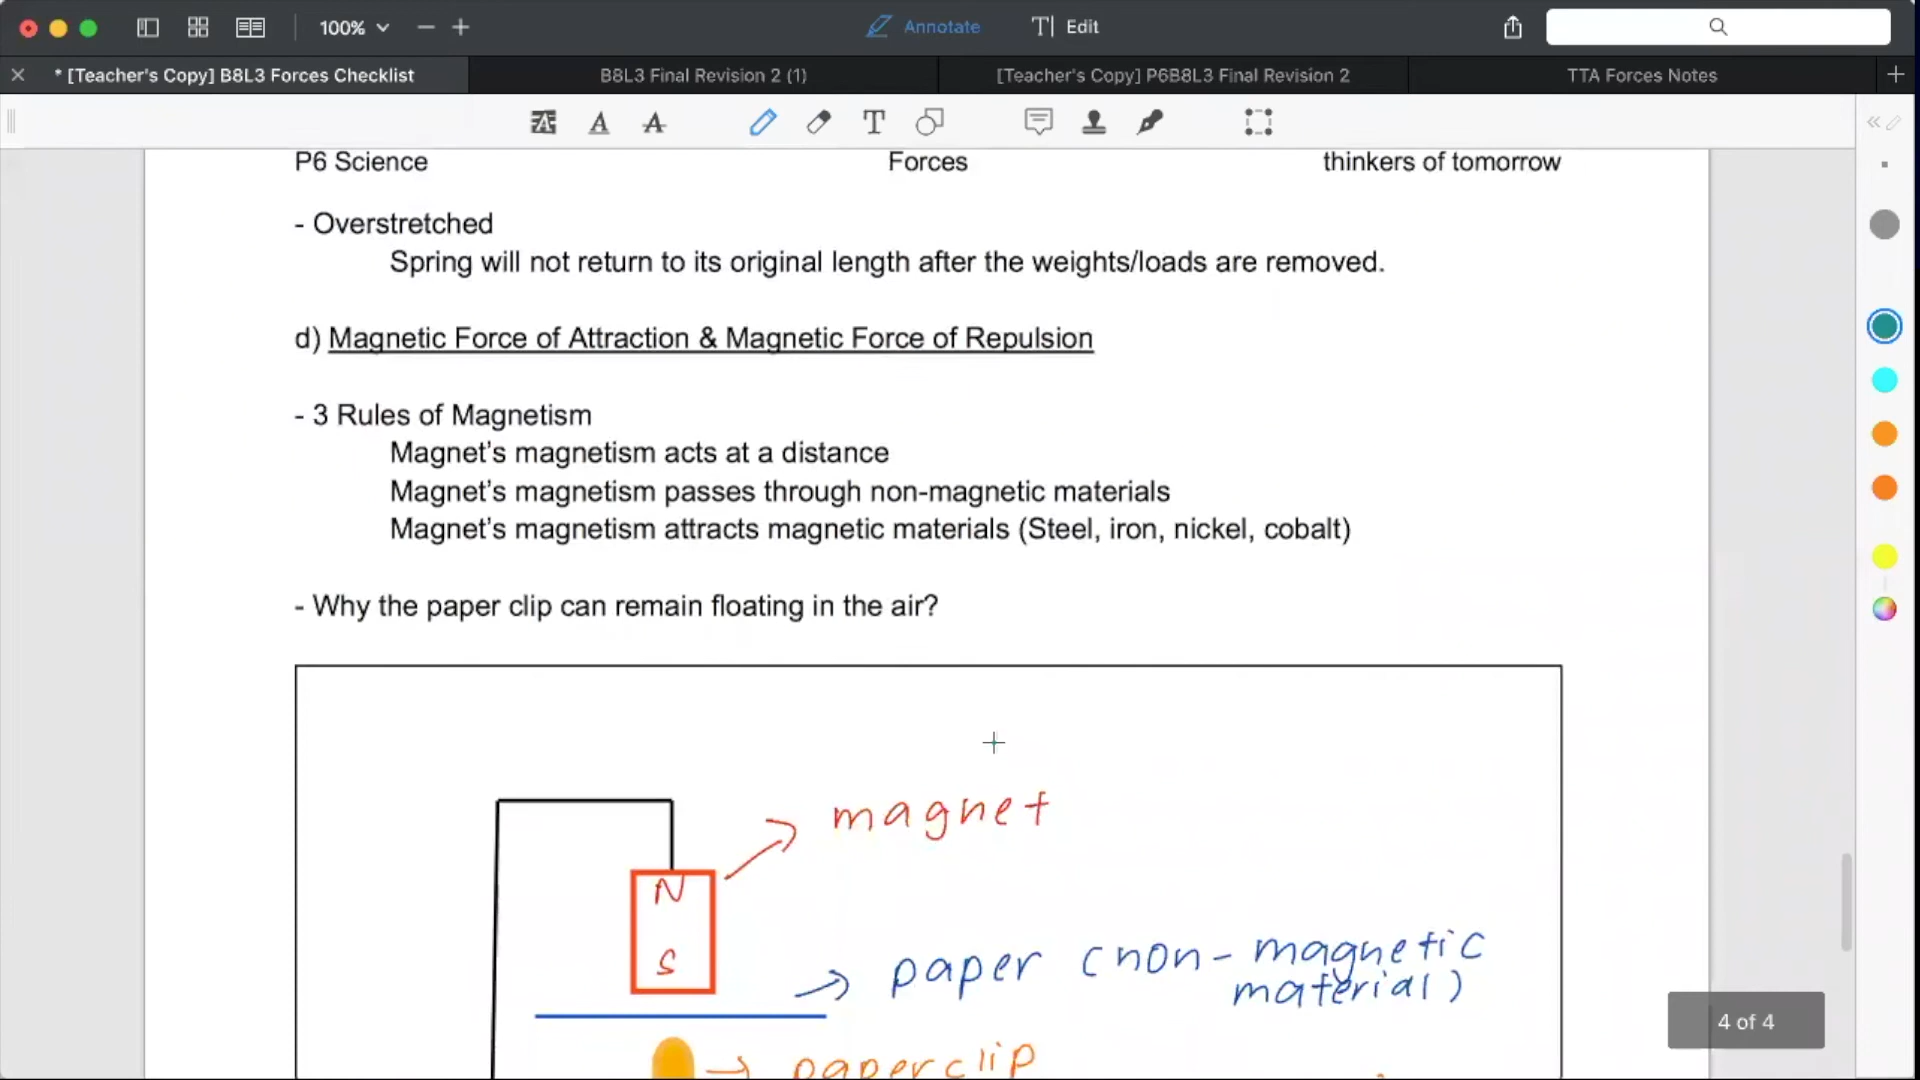 100%
Annotate
Edit
* [Teacher's Copy] B8L3 Forces Checklist
B8L3 Final Revision 2 (1)
[Teacher's Copy] P6B8L3 Final Revision 2
TTA Forces Notes
P6 Science
Forces
thinkers of tomorrow
- Overstretched
Spring will not return to its original length after the weights/loads are removed.
d) Magnetic Force of Attraction & Magnetic Force of Repulsion
- 3 Rules of Magnetism
Magnet's magnetism acts at a distance
Magnet's magnetism passes through non-magnetic materials
Magnet's magnetism attracts magnetic materials (Steel, iron, nickel, cobalt)
- Why the paper clip can remain floating in the air?
magnet
N
S
paper (non-magnetic
material)
paperclip
4 of 4